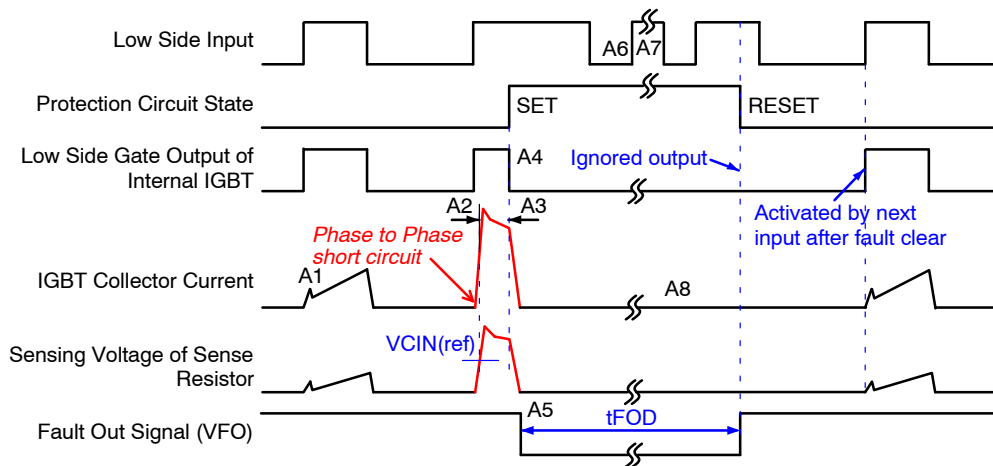 Low Side Input
A6
A7
Protection Circuit State
SET
RESET
Low Side Gate Output of
Internal IGBT
A4
Ignored output
A2
A3
Activated by next
input after fault clear
Phase to Phase
short circuit
IGBT Collector Current
A1
A8
VCIN(ref)
Sensing Voltage of Sense
Resistor
A5
tFOD
Fault Out Signal (VFO)